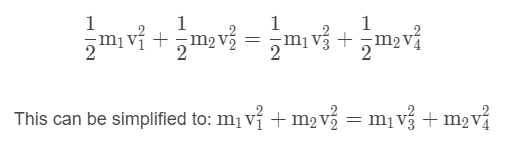 ½m₁v₁² + ½m₂v₂² = ½m₁v₃² + ½m₂v₄²
This can be simplified to: m₁v₁² + m₂v₂² = m₁v₃² + m₂v₄²